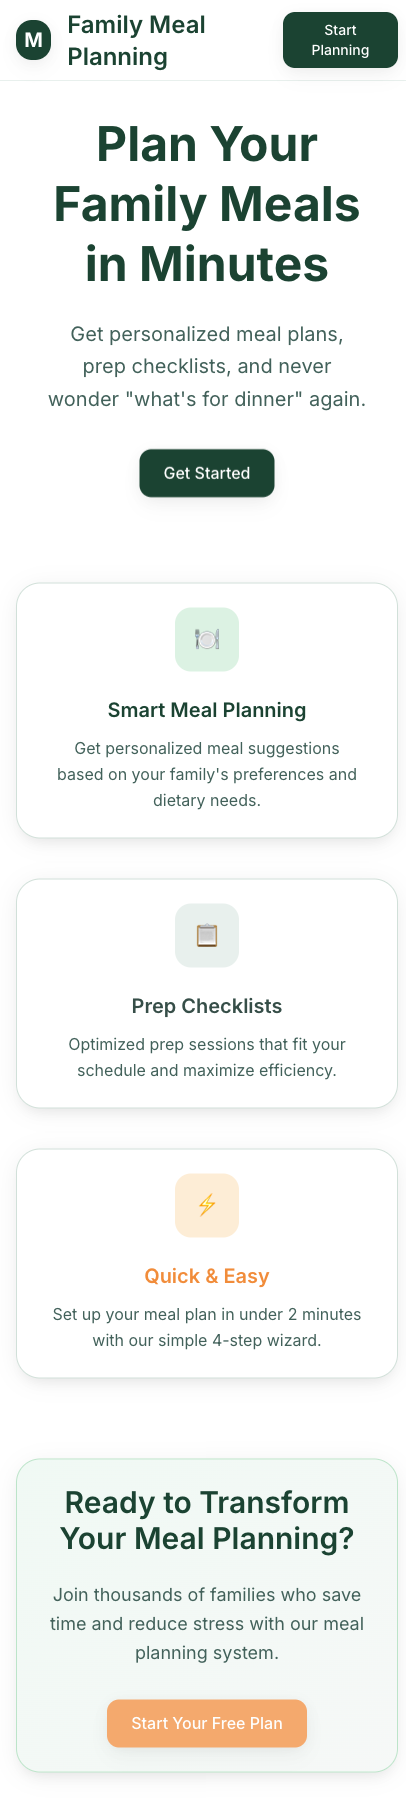 M
Family Meal
Planning
Start
Planning
Plan Your
Family Meals
in Minutes
Get personalized meal plans,
prep checklists, and never
wonder "what's for dinner" again.
Get Started
Smart Meal Planning
Get personalized meal suggestions
based on your family's preferences and
dietary needs.
Prep Checklists
Optimized prep sessions that fit your
schedule and maximize efficiency.
Quick & Easy
Set up your meal plan in under 2 minutes
with our simple 4-step wizard.
Ready to Transform
Your Meal Planning?
Join thousands of families who save
time and reduce stress with our meal
planning system.
Start Your Free Plan